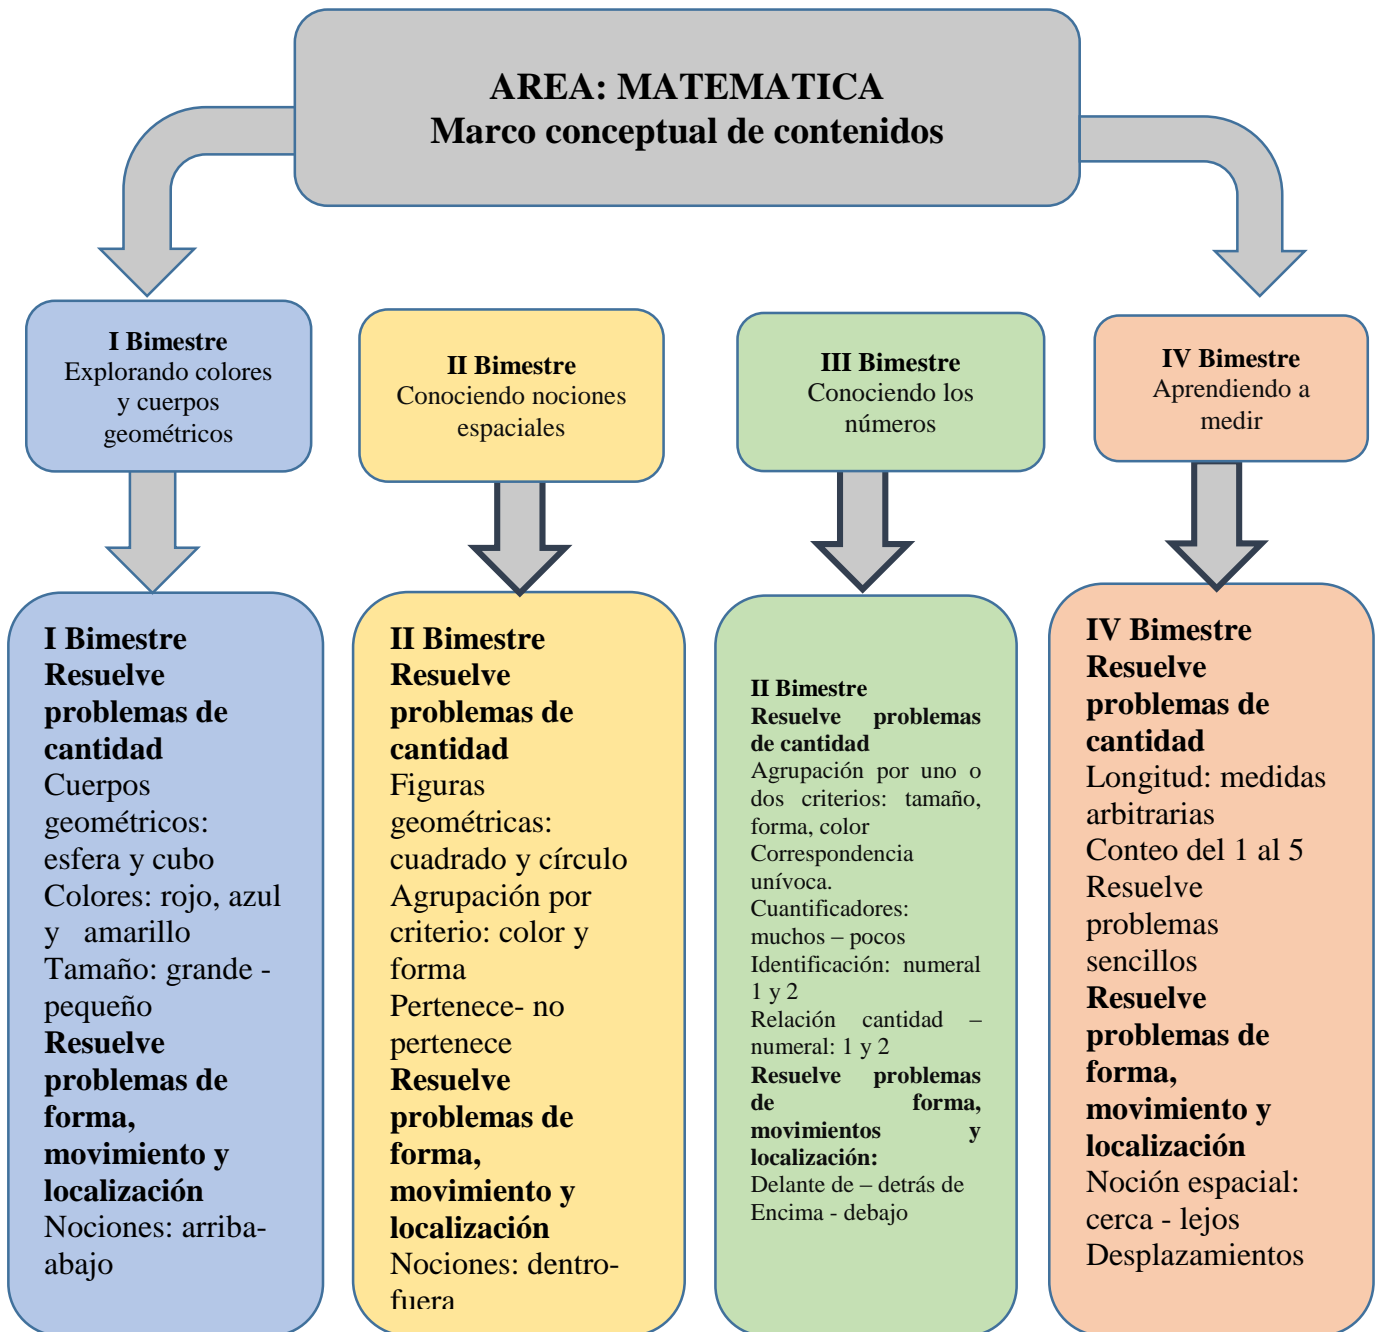 AREA: MATEMATICA
Marco conceptual de contenidos
I Bimestre
Explorando colores
y cuerpos
geométricos
II Bimestre
Conociendo nociones
espaciales
III Bimestre
Conociendo los
números
IV Bimestre
Aprendiendo a
medir
I Bimestre
Resuelve
problemas de
cantidad
Cuerpos
geométricos:
esfera y cubo
Colores: rojo, azul
y amarillo
Tamaño: grande -
pequeño
Resuelve
problemas de
forma,
movimiento y
localización
Nociones: arriba-
abajo
II Bimestre
Resuelve
problemas de
cantidad
Figuras
geométricas:
cuadrado y círculo
Agrupación por
criterio: color y
forma
Pertenece- no
pertenece
Resuelve
problemas de
forma,
movimiento y
localización
Nociones: dentro-
fuera
II Bimestre
Resuelve problemas
de cantidad
Agrupación por uno o
dos criterios: tamaño,
forma, color
Correspondencia
unívoca.
Cuantificadores:
muchos – pocos
Identificación: numeral
1 y 2
Relación cantidad –
numeral: 1 y 2
Resuelve problemas
de forma,
movimientos y
localización:
Delante de – detrás de
Encima - debajo
IV Bimestre
Resuelve
problemas de
cantidad
Longitud: medidas
arbitrarias
Conteo del 1 al 5
Resuelve
problemas
sencillos
Resuelve
problemas de
forma,
movimiento y
localización
Noción espacial:
cerca - lejos
Desplazamientos